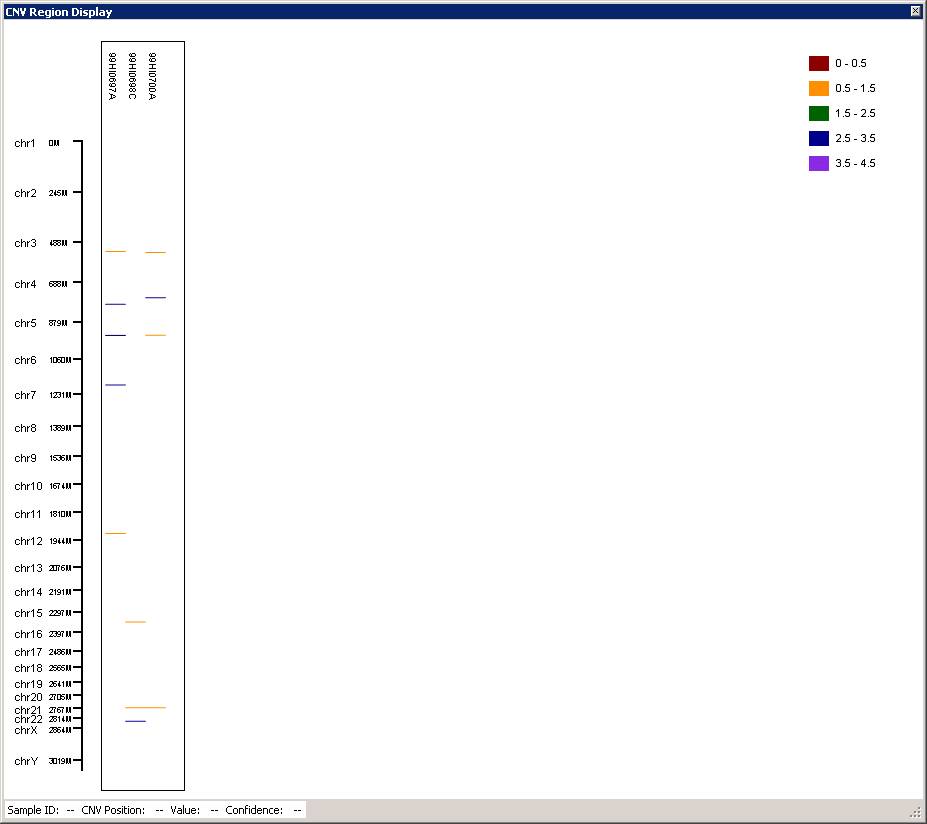 CNV Region Display
99HI0697A
99HI0698C
99HI0700A
0 - 0.5
0.5 - 1.5
1.5 - 2.5
2.5 - 3.5
3.5 - 4.5
chr1 0M
chr2 245M
chr3 488M
chr4 688M
chr5 879M
chr6 1060M
chr7 1231M
chr8 1389M
chr9 1536M
chr10 1674M
chr11 1810M
chr12 1944M
chr13 2076M
chr14 2191M
chr15 2297M
chr16 2397M
chr17 2486M
chr18 2565M
chr19 2641M
chr20 2705M
chr21 2767M
chr22 2814M
chrX 2864M
chrY 3019M
Sample ID: -- CNV Position: -- Value: -- Confidence: --